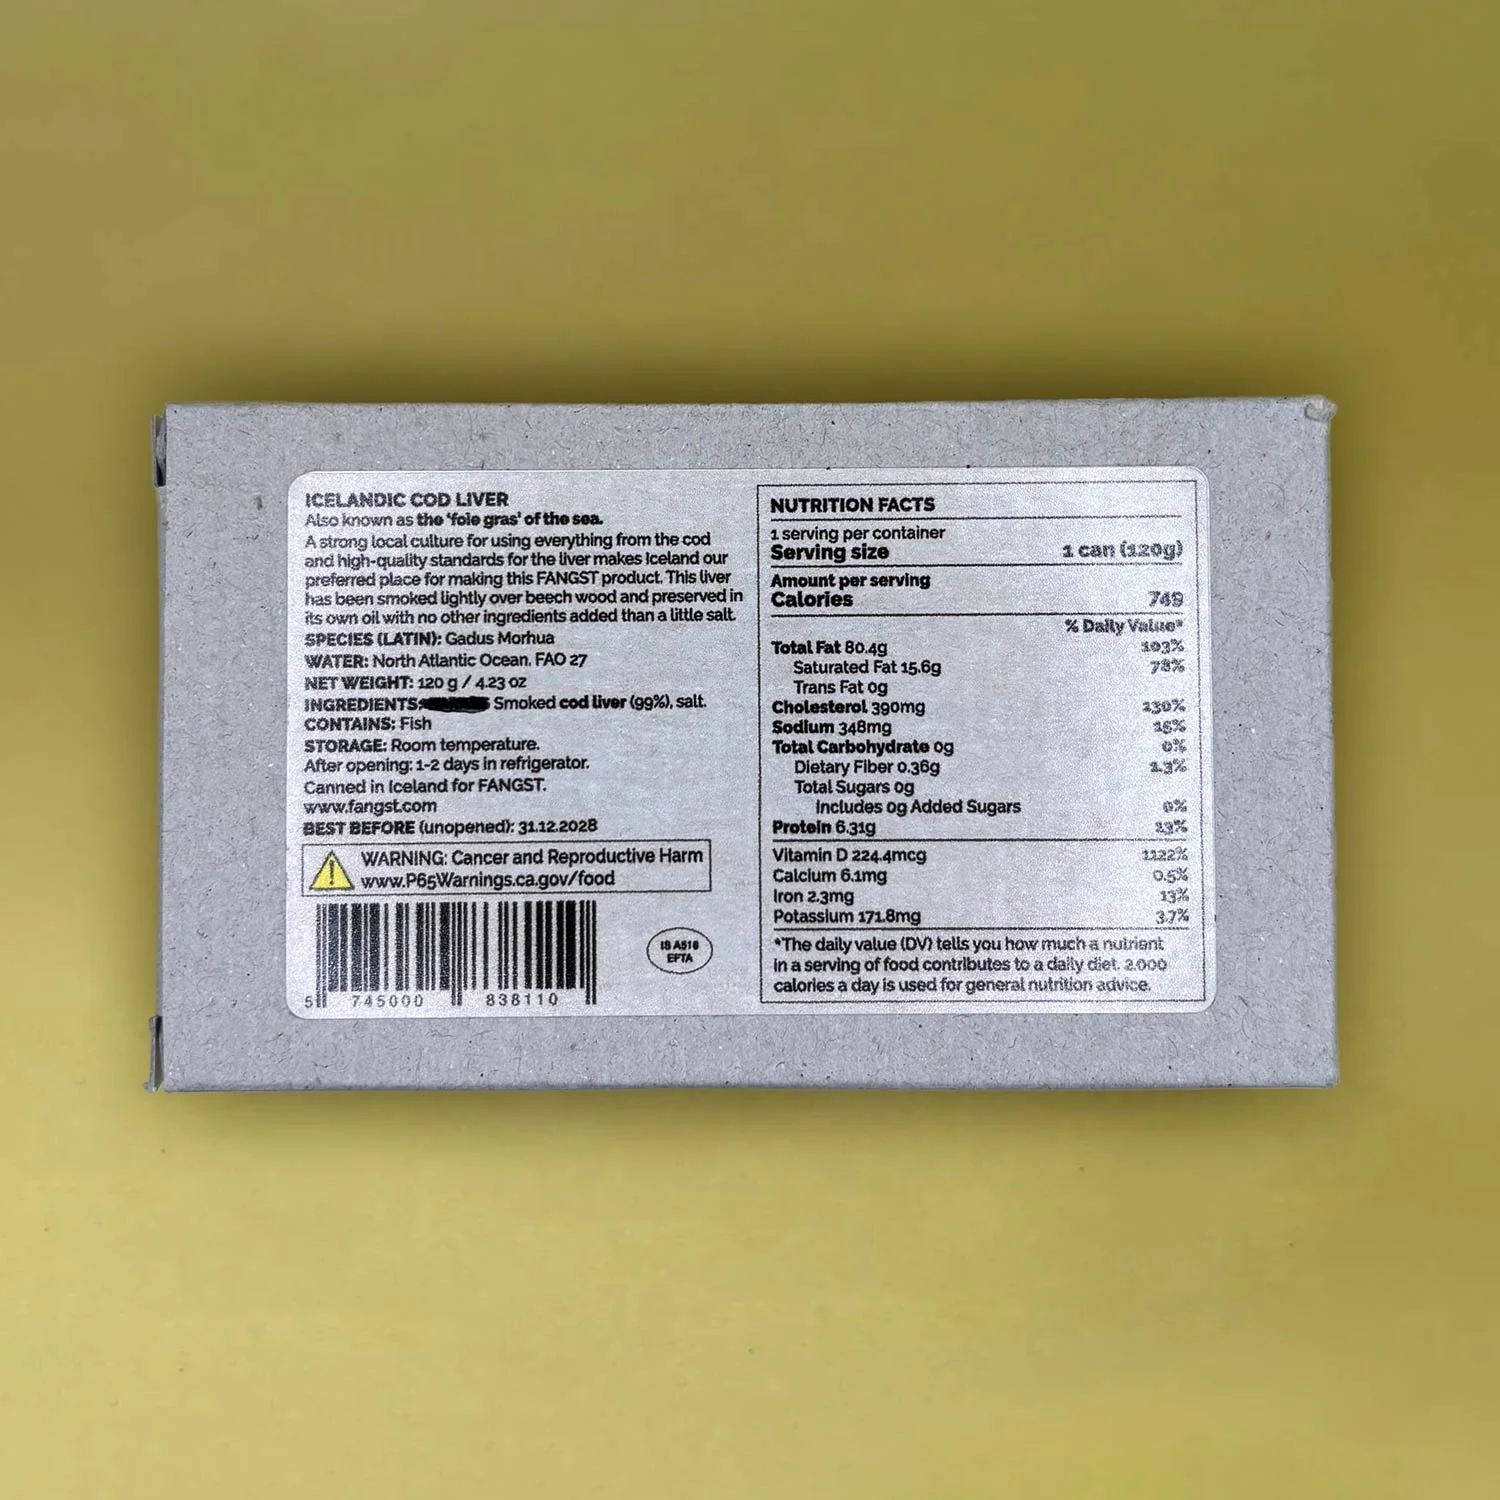 ICELANDIC COD LIVER
Also known as the 'foie gras' of the sea.
A strong local culture for using everything from the cod
and high-quality standards for the liver makes Iceland our
preferred place for making this FANGST product. This liver
has been smoked lightly over beech wood and preserved in
its own oil with no other ingredients added than a little salt.
SPECIES (LATIN): Gadus Morhua
WATER: North Atlantic Ocean, FAO 27
NET WEIGHT: 120 g / 4.23 oz
INGREDIENTS: Smoked cod liver (99%), salt.
CONTAINS: Fish
STORAGE: Room temperature.
After opening: 1-2 days in refrigerator.
Canned in Iceland for FANGST.
www.fangst.com
BEST BEFORE (unopened): 31.12.2028
WARNING: Cancer and Reproductive Harm
www.P65Warnings.ca.gov/food
5 745000 838110
IS A516
EFTA
NUTRITION FACTS
1 serving per container
Serving size 1 can (120g)
Amount per serving
Calories 749
% Daily Value*
Total Fat 80.4g 103%
Saturated Fat 15.6g 78%
Trans Fat 0g
Cholesterol 390mg 130%
Sodium 348mg 15%
Total Carbohydrate 0g 0%
Dietary Fiber 0.36g 1.3%
Total Sugars 0g
Includes 0g Added Sugars 0%
Protein 6.31g 13%
Vitamin D 224.4mcg 1122%
Calcium 6.1mg 0.5%
Iron 2.3mg 13%
Potassium 171.8mg 3.7%
*The daily value (DV) tells you how much a nutrient
in a serving of food contributes to a daily diet. 2,000
calories a day is used for general nutrition advice.